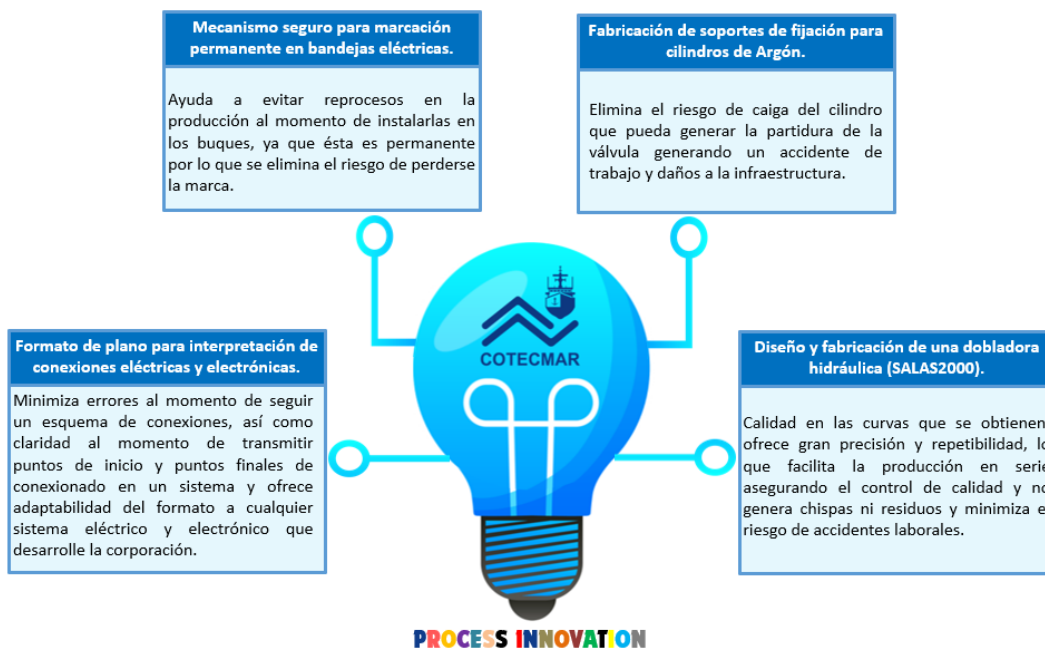 Mecanismo seguro para marcación
permanente en bandejas eléctricas.
Ayuda a evitar reprocesos en la
producción al momento de instalarlas en
los buques, ya que ésta es permanente
por lo que se elimina el riesgo de perderse
la marca.
Fabricación de soportes de fijación para
cilindros de Argón.
Elimina el riesgo de caiga del cilindro
que pueda generar la partidura de la
válvula generando un accidente de
trabajo y daños a la infraestructura.
Formato de plano para interpretación de
conexiones eléctricas y electrónicas.
Minimiza errores al momento de seguir
un esquema de conexiones, así como
claridad al momento de transmitir
puntos de inicio y puntos finales de
conexionado en un sistema y ofrece
adaptabilidad del formato a cualquier
sistema eléctrico y electrónico que
desarrolle la corporación.
COTECMAR
Diseño y fabricación de una dobladora
hidráulica (SALAS2000).
Calidad en las curvas que se obtienen
ofrece gran precisión y repetibilidad,
que facilita la producción en serie
asegurando el control de calidad y
genera chispas ni residuos y minimiza
riesgo de accidentes laborales.
PROCESS INNOVATION